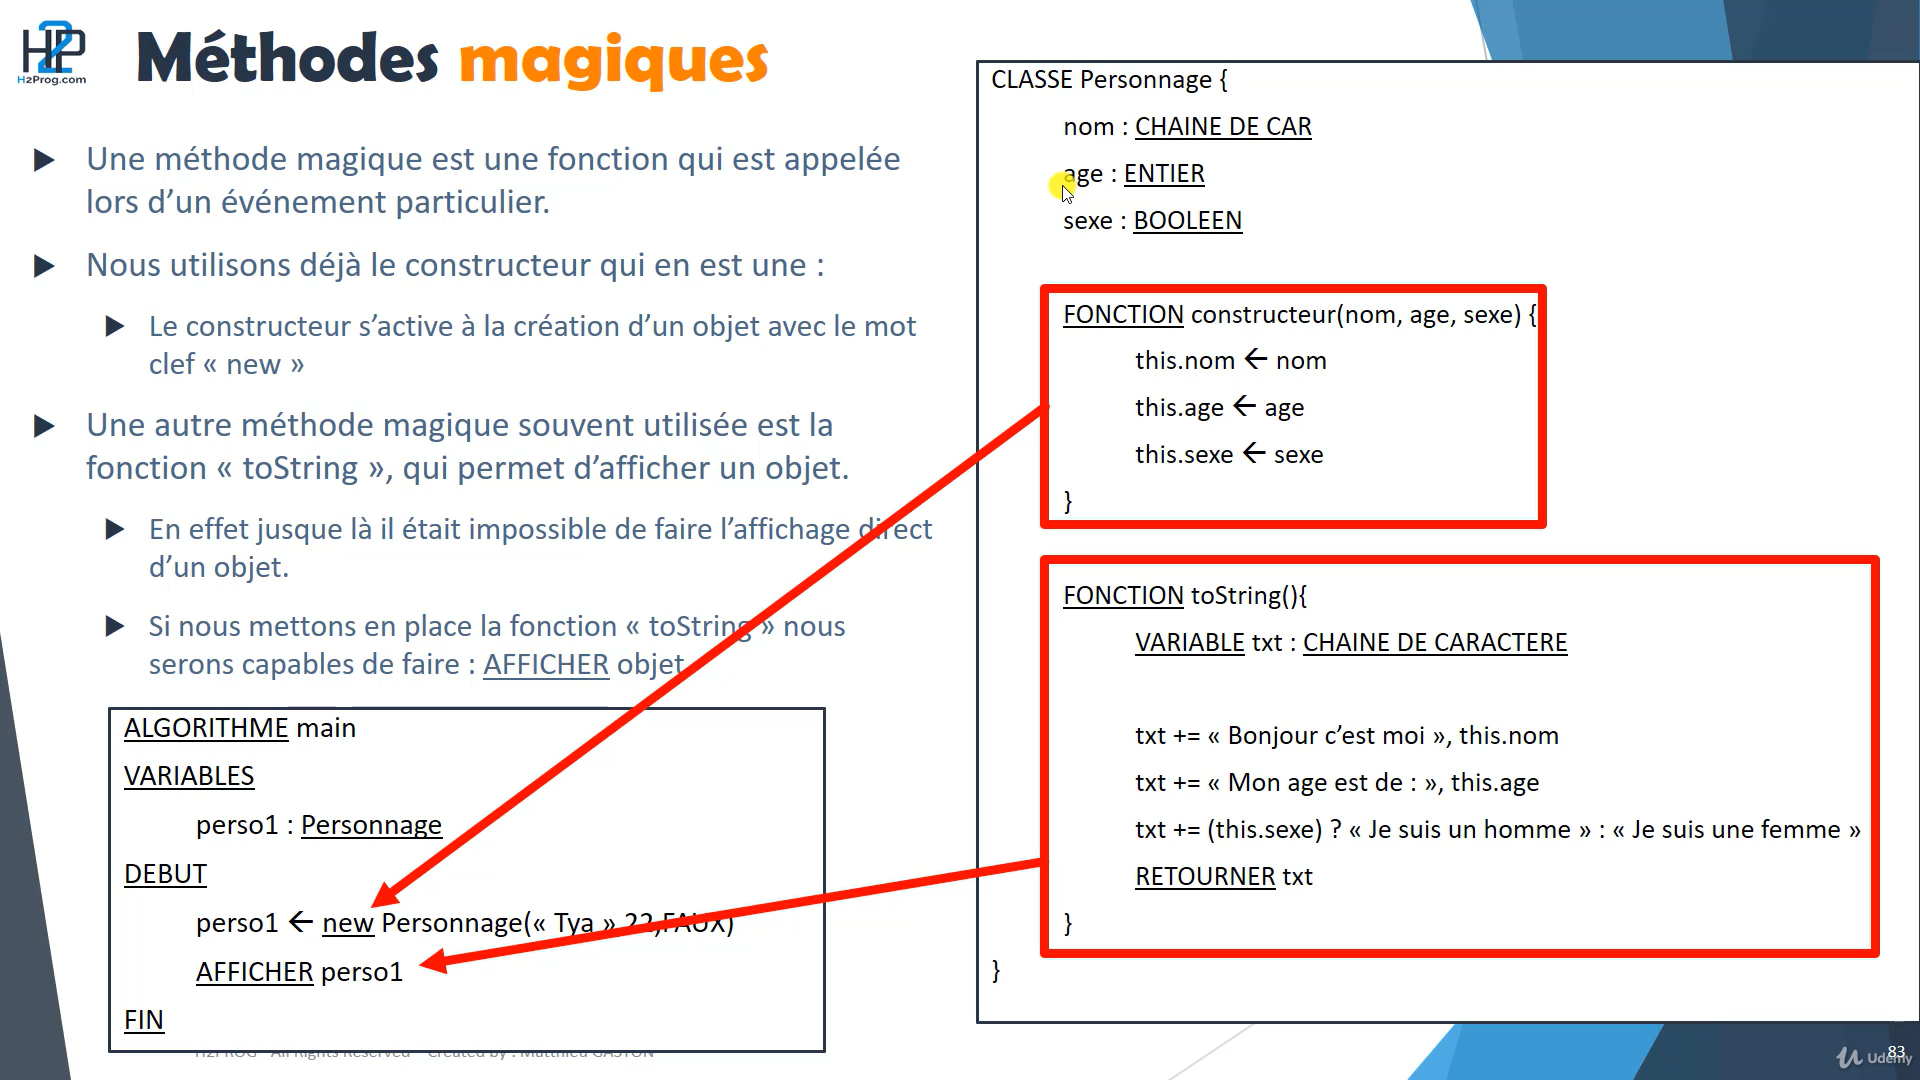 H2P
H2Prog.com
Méthodes magiques
Une méthode magique est une fonction qui est appelée
lors d’un événement particulier.
Nous utilisons déjà le constructeur qui en est une :
Le constructeur s’active à la création d’un objet avec le mot
clef « new »
Une autre méthode magique souvent utilisée est la
fonction « toString », qui permet d’afficher un objet.
En effet jusque là il était impossible de faire l’affichage direct
d’un objet.
Si nous mettons en place la fonction « toString » nous
serons capables de faire : AFFICHER objet
ALGORITHME main
VARIABLES
perso1 : Personnage
DEBUT
perso1 🡨 new Personnage(« Tya » 22,FAUX)
AFFICHER perso1
FIN
H2PROG - All Rights Reserved - Created by : Matthieu GASTON
CLASSE Personnage {
nom : CHAINE DE CAR
age : ENTIER
sexe : BOOLEEN
FONCTION constructeur(nom, age, sexe) {
this.nom 🡨 nom
this.age 🡨 age
this.sexe 🡨 sexe
}
FONCTION toString(){
VARIABLE txt : CHAINE DE CARACTERE
txt += « Bonjour c’est moi », this.nom
txt += « Mon age est de : », this.age
txt += (this.sexe) ? « Je suis un homme » : « Je suis une femme »
RETOURNER txt
}
}
83
Udemy